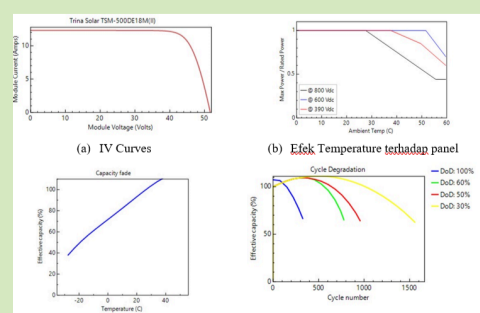 Trina Solar TSM-500DE18M(II)
Module Current (Amps)
10
5
0
0 10 20 30 40 50
Module Voltage (Volts)
Max Power / Rated Power
1
0.5
0
@ 800 Vdc
@ 600 Vdc
@ 390 Vdc
0 10 20 30 40 50 60
Ambient Temp (C)
(a) IV Curves
(b) Efek Temperature terhadap panel
Capacity fade
Effective capacity (%)
100
50
0
-20 0 20 40
Temperature (C)
Cycle Degradation
Effective capacity (%)
100
50
0
0 500 1000 1500
Cycle number
DoD: 100%
DoD: 60%
DoD: 50%
DoD: 30%